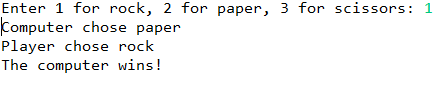 Enter 1 for rock, 2 for paper, 3 for scissors: 1
Computer chose paper
Player chose rock
The computer wins!